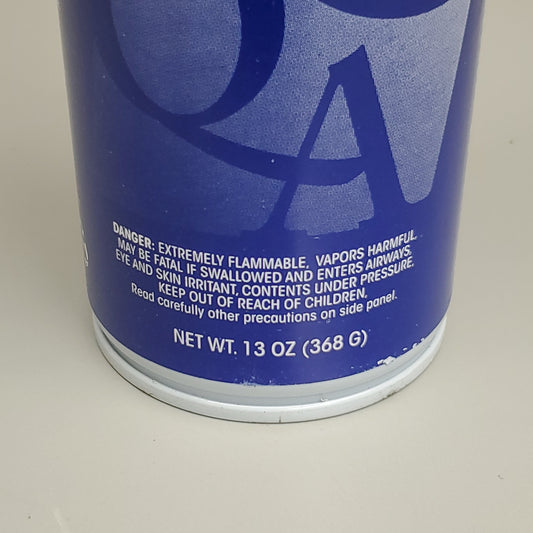 A
DANGER: EXTREMELY FLAMMABLE, VAPORS HARMFUL.
MAY BE FATAL IF SWALLOWED AND ENTERS AIRWAYS.
EYE AND SKIN IRRITANT, CONTENTS UNDER PRESSURE.
KEEP OUT OF REACH OF CHILDREN.
Read carefully other precautions on side panel.
NET WT. 13 OZ (368 G)